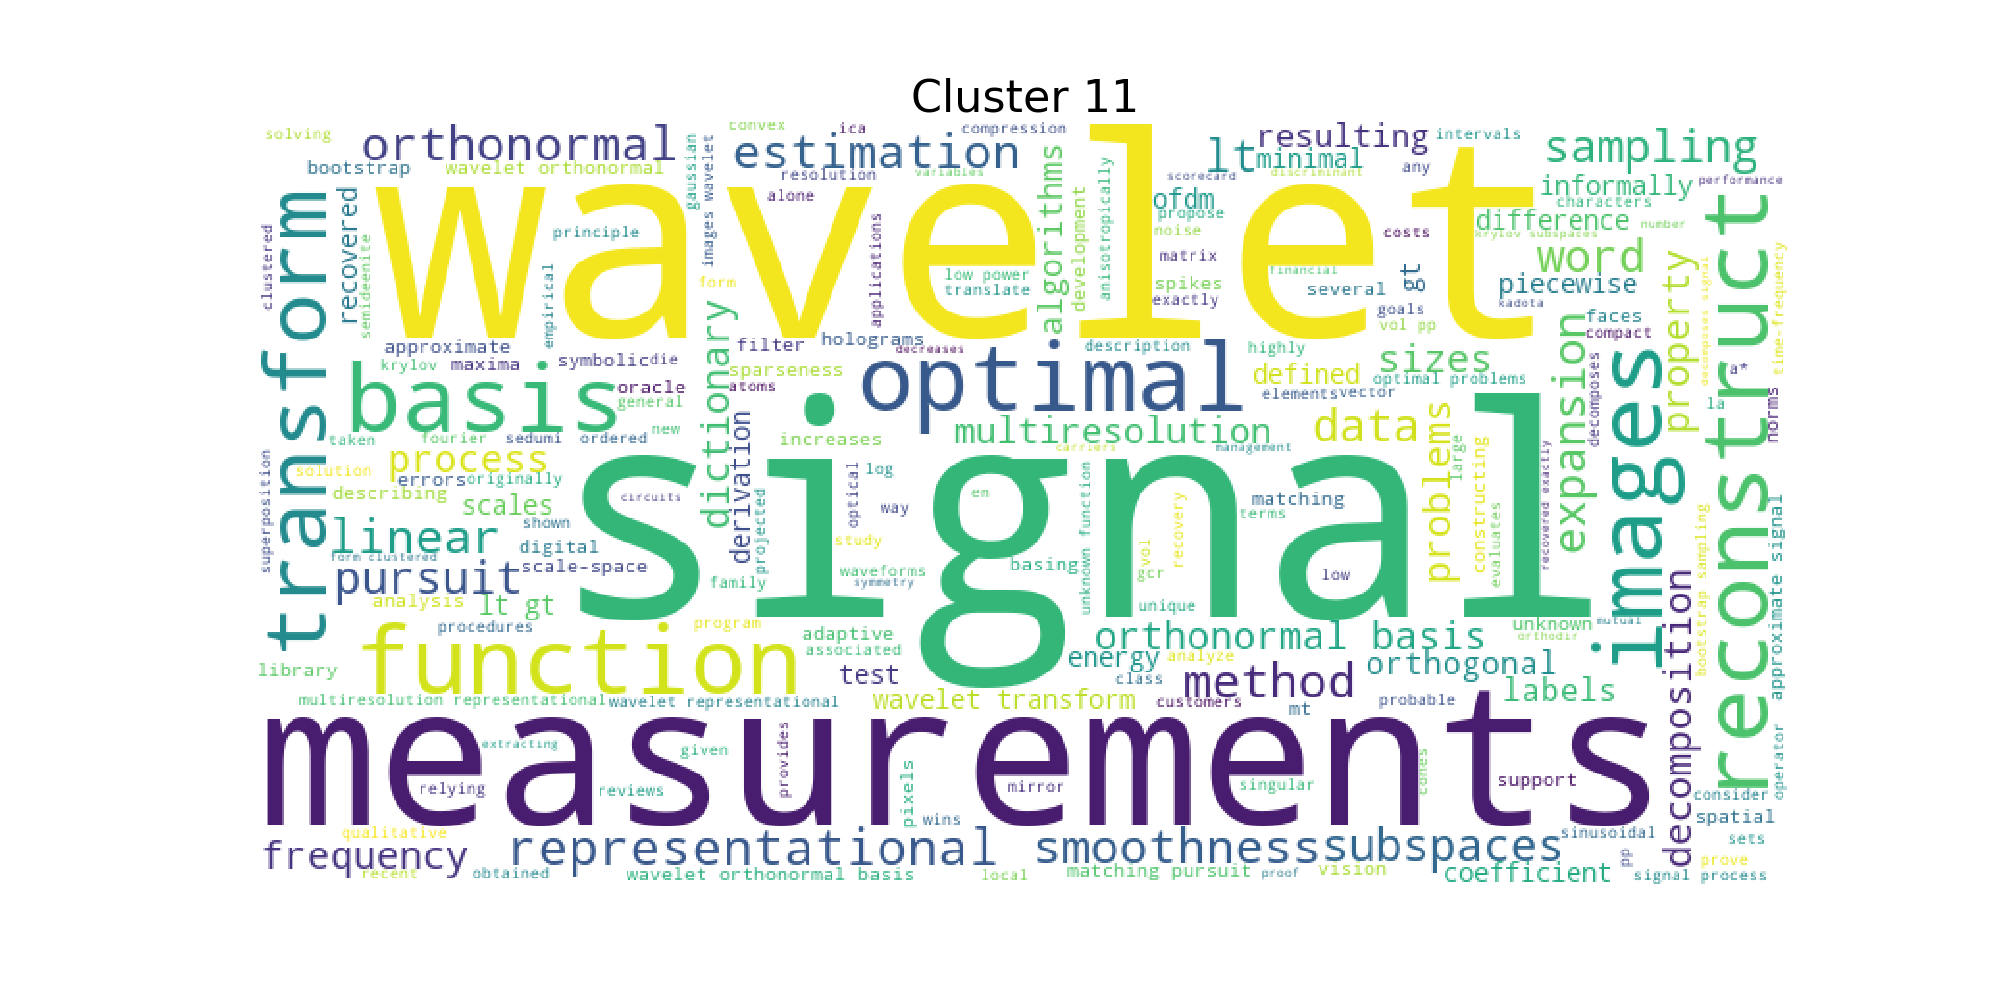 Cluster 11
solving
orthonormal
convex
ica
compression
estimation
resulting
intervals
sampling
bootstrap
wavelet orthonormal
gaussian
images wavelet
resolution
variables
alone
algorithms
anisotropically
lt
minimal
scorecard
discriminant
any
informally
performance
characters
wavelet
transform
recovered
semideenite
clustered
principle
empirical
form
applications
low power
translate
development
ofdm
propose
noise
matrix
spikes
exactly
costs
financial
several
gt
goals
vol pp
difference
number
krylov subspaces
word
piecewise
kadota
faces
compact
property
reconstruct
decomposes signal
time-frequency
approximate
krylov
maxima
symbolic
die
oracle
general
basis
dictionary
filter
holograms
decreases
sparseness
atoms
optimal
description
highly
defined
optimal problems
elements
vector
sizes
expansion
decomposes
images
a*
la
norms
taken
fourier
sedumi
ordered
new
derivation
increases
multiresolution
carriers
management
data
problems
large
constructing
recovered exactly
solution
process
errors
originally
describing
scales
superposition
circuits
projected
optical
log
way
study
en
signal
unknown function
vol
recovery
matching
terms
evaluates
linear
shown
form clustered
digital
scale-space
pursuit
analysis
lt gt
family
waveforms
symmetry
basing
gcr
unique
low
bootstrap sampling
approximate signal
procedures
program
adaptive
associated
function
library
test
orthonormal basis
unknown
mutual
orthodir
energy
analyze
class
method
orthogonal
labels
decomposition
multiresolution representational
wavelet representational
wavelet transform
customers
mt
probable
measurements
extracting
relying
reviews
given
provides
pixels
wins
mirror
singular
cones
support
consider
operator
spatial
sets
qualitative
frequency
recent
obtained
representational
wavelet orthonormal basis
local
smoothness
matching pursuit
proof
vision
subspaces
sinusoidal
coefficient
pp
prove
signal process